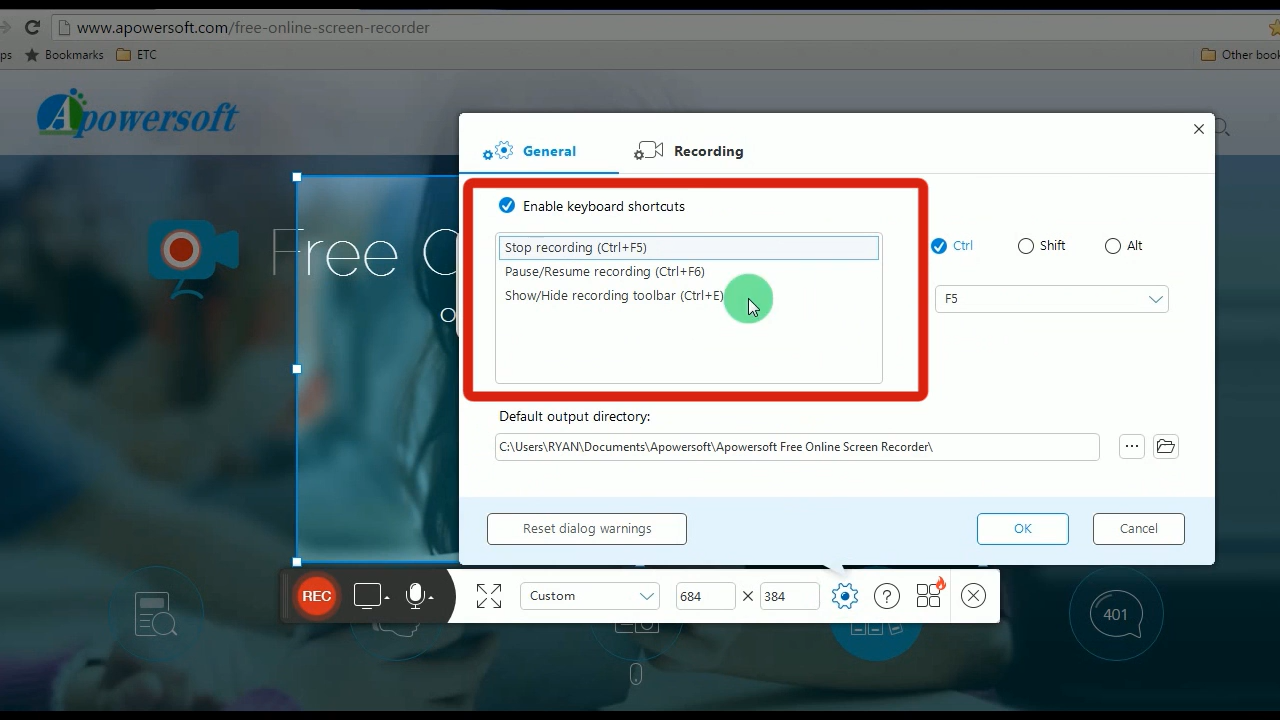 www.apowersoft.com/free-online-screen-recorder
ps Bookmarks ETC Other book
Apowersoft
General Recording
Enable keyboard shortcuts
Stop recording (Ctrl+F5)
Pause/Resume recording (Ctrl+F6)
Show/Hide recording toolbar (Ctrl+E)
Ctrl Shift Alt
F5
Free O
o
Default output directory:
C:\Users\RYAN\Documents\Apowersoft\Apowersoft Free Online Screen Recorder\
...
Reset dialog warnings OK Cancel
REC Custom 684 X 384 ?
401